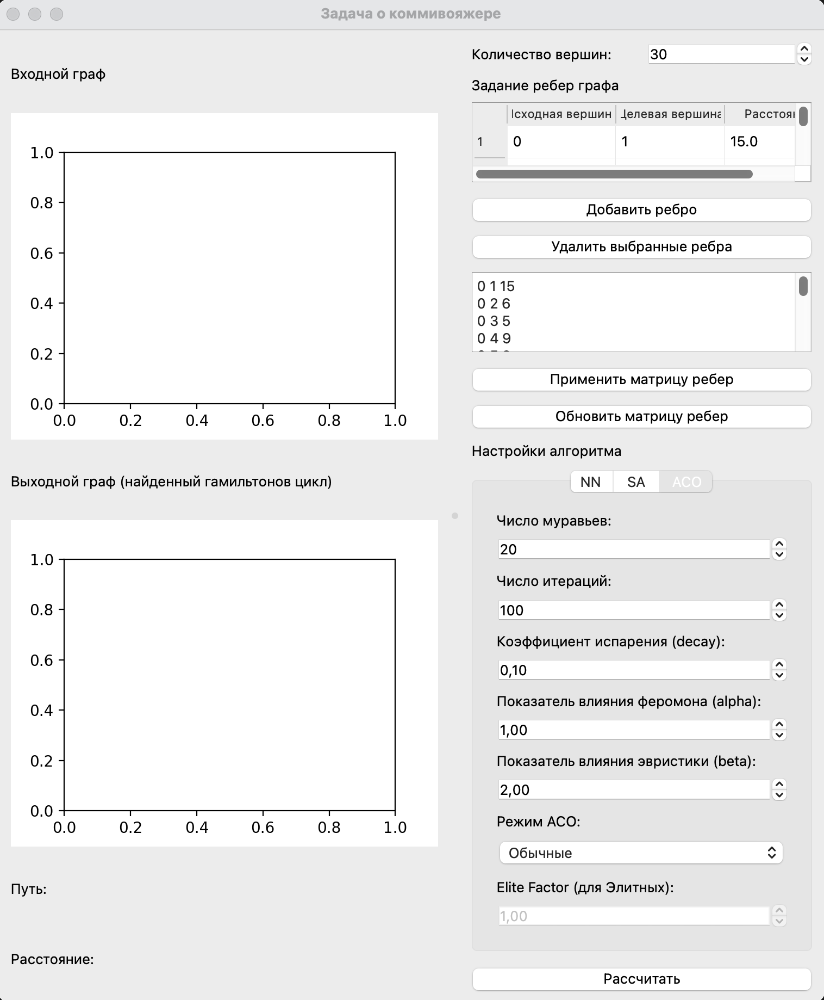 Задача о коммивояжере
Входной граф
1.0
0.8
0.6
0.4
0.2
0.0
0.0 0.2 0.4 0.6 0.8 1.0
Выходной граф (найденный гамильтонов цикл)
1.0
0.8
0.6
0.4
0.2
0.0
0.0 0.2 0.4 0.6 0.8 1.0
Путь:
Расстояние:
Количество вершин: 30
Задание ребер графа
сходная вершин елевая вершина Расстоя
1 0 1 15.0
Добавить ребро
Удалить выбранные ребра
0 1 15
0 2 6
0 3 5
0 4 9
Применить матрицу ребер
Обновить матрицу ребер
Настройки алгоритма
NN SA ACO
Число муравьев:
20
Число итераций:
100
Коэффициент испарения (decay):
0,10
Показатель влияния феромона (alpha):
1,00
Показатель влияния эвристики (beta):
2,00
Режим ACO:
Обычные
Elite Factor (для Элитных):
1,00
Рассчитать